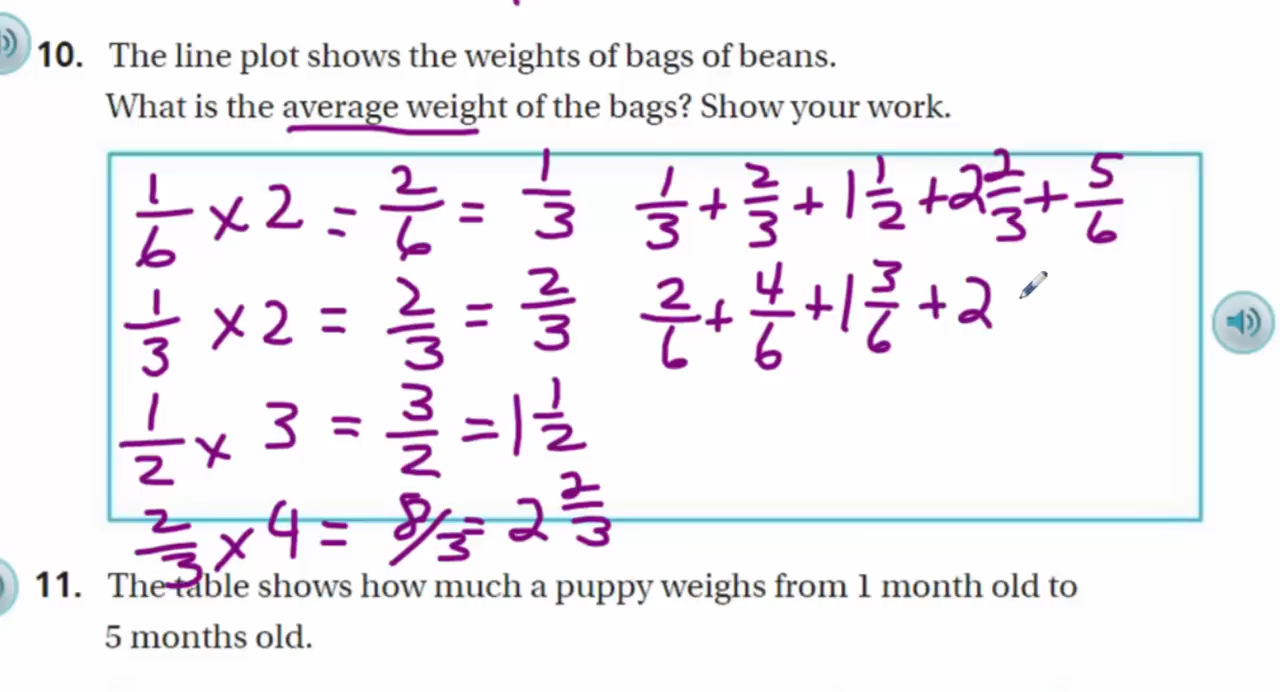 10. The line plot shows the weights of bags of beans.
What is the average weight of the bags? Show your work.
1/6 × 2 = 2/6 = 1/3
1/3 × 2 = 2/3 = 2/3
1/2 × 3 = 3/2 = 1 1/2
2/3 × 4 = 8/3 = 2 2/3
1/3 + 2/3 + 1 1/2 + 2 2/3 + 5/6
2/6 + 4/6 + 1 3/6 + 2
11. The table shows how much a puppy weighs from 1 month old to
5 months old.